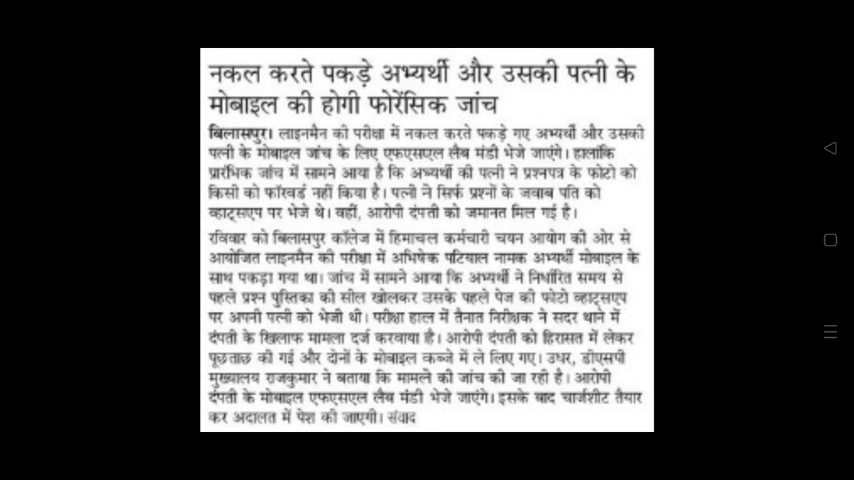 नकल करते पकड़े अभ्यर्थी और उसकी पत्नी के
मोबाइल की होगी फोरेंसिक जांच
बिलासपुर। लाइनमैन की परीक्षा में नकल करते पकड़े गए अभ्यर्थी और उसकी
पत्नी के मोबाइल जांच के लिए एफएसएल लैब मंडी भेजे जाएंगे। हालांकि
प्रारंभिक जांच में सामने आया है कि अभ्यर्थी की पत्नी ने प्रश्नपत्र के फोटो को
किसी को फॉरवर्ड नहीं किया है। पत्नी ने सिर्फ प्रश्नों के जवाब पति को
व्हाट्सएप पर भेजे थे। वहीं, आरोपी दंपती को जमानत मिल गई है।
रविवार को बिलासपुर कॉलेज में हिमाचल कर्मचारी चयन आयोग की ओर से
आयोजित लाइनमैन की परीक्षा में अभिषेक पटियाल नामक अभ्यर्थी मोबाइल के
साथ पकड़ा गया था। जांच में सामने आया कि अभ्यर्थी ने निर्धारित समय से
पहले प्रश्न पुस्तिका की सील खोलकर उसके पहले पेज की फोटो व्हाट्सएप
पर अपनी पत्नी को भेजी थी। परीक्षा हाल में तैनात निरीक्षक ने सदर थाने में
दंपती के खिलाफ मामला दर्ज करवाया है। आरोपी दंपती को हिरासत में लेकर
पूछताछ की गई और दोनों के मोबाइल कब्जे में ले लिए गए। उधर, डीएसपी
मुख्यालय राजकुमार ने बताया कि मामले की जांच की जा रही है। आरोपी
दंपती के मोबाइल एफएसएल लैब मंडी भेजे जाएंगे। इसके बाद चार्जशीट तैयार
कर अदालत में पेश की जाएगी। संवाद